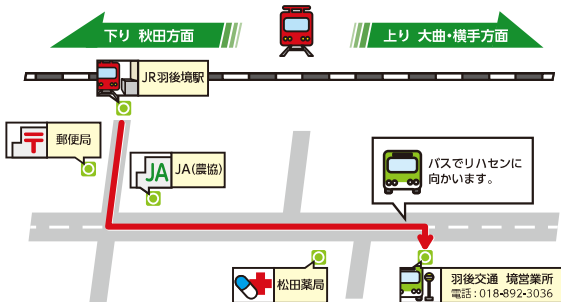 下り 秋田方面
上り 大曲・横手方面
JR羽後境駅
郵便局
JA
JA(農協)
バスでリハセンに
向かいます。
松田薬局
羽後交通 境営業所
電話:018-892-3036